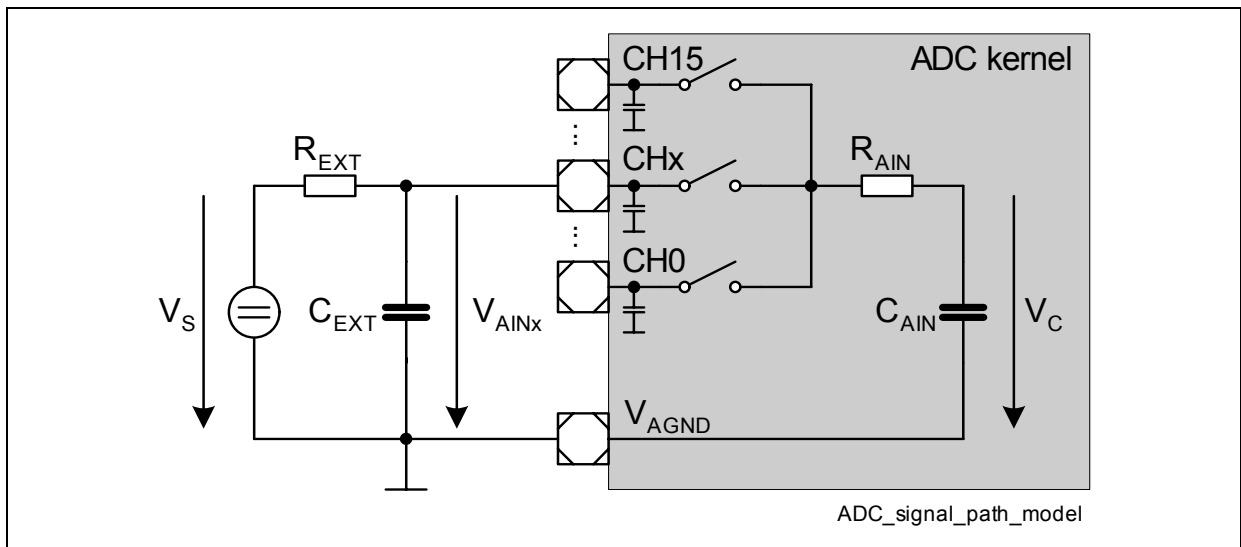 CH15
ADC kernel
⋮
R_EXT
CHx
R_AIN
⋮
CH0
V_S
C_EXT
V_AINx
C_AIN
V_C
V_AGND
ADC_signal_path_model